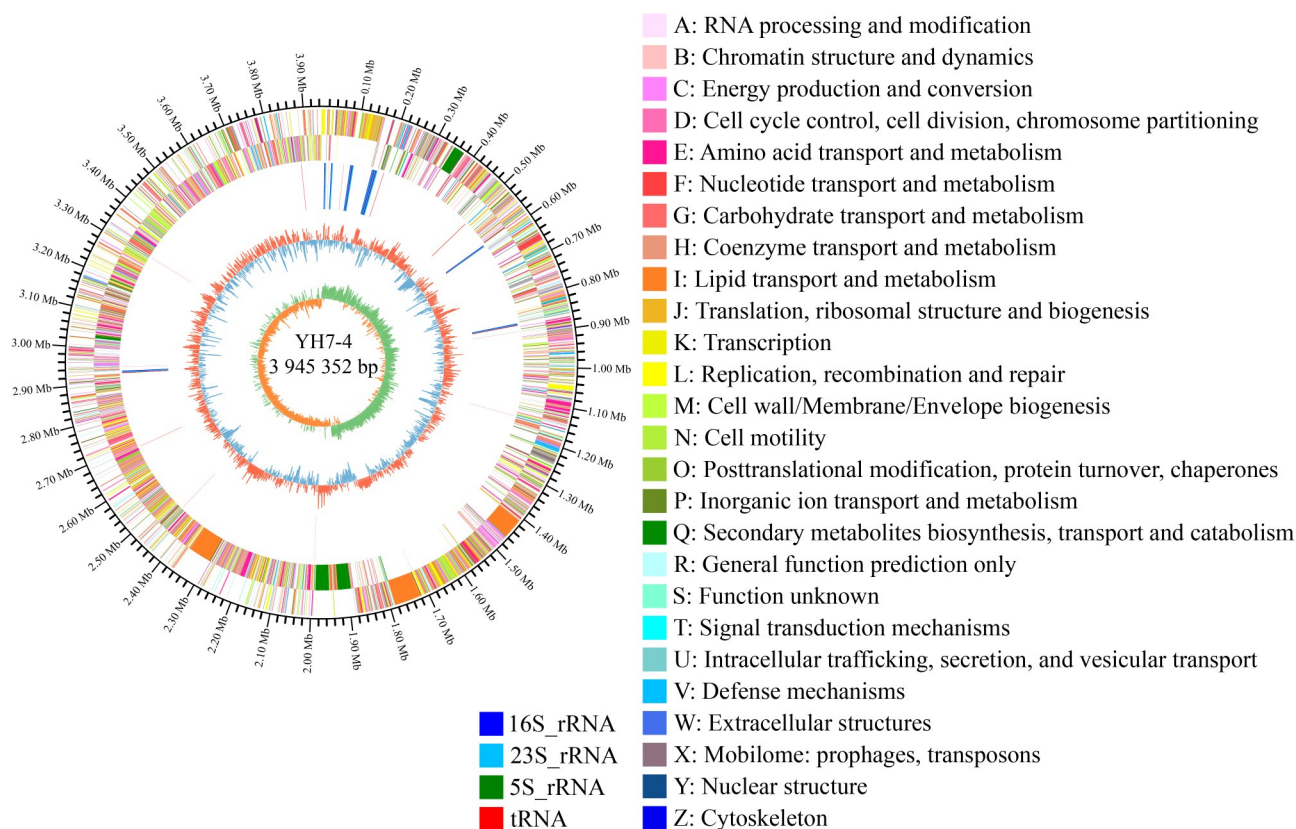 0.10 Mb
0.20 Mb
0.30 Mb
0.40 Mb
0.50 Mb
0.60 Mb
0.70 Mb
0.80 Mb
0.90 Mb
1.00 Mb
1.10 Mb
1.20 Mb
1.30 Mb
1.40 Mb
1.50 Mb
1.60 Mb
1.70 Mb
1.80 Mb
1.90 Mb
2.00 Mb
2.10 Mb
2.20 Mb
2.30 Mb
2.40 Mb
2.50 Mb
2.60 Mb
2.70 Mb
2.80 Mb
2.90 Mb
3.00 Mb
3.10 Mb
3.20 Mb
3.30 Mb
3.40 Mb
3.50 Mb
3.60 Mb
3.70 Mb
3.80 Mb
3.90 Mb
YH7-4
3 945 352 bp
16S_rRNA
23S_rRNA
5S_rRNA
tRNA
A: RNA processing and modification
B: Chromatin structure and dynamics
C: Energy production and conversion
D: Cell cycle control, cell division, chromosome partitioning
E: Amino acid transport and metabolism
F: Nucleotide transport and metabolism
G: Carbohydrate transport and metabolism
H: Coenzyme transport and metabolism
I: Lipid transport and metabolism
J: Translation, ribosomal structure and biogenesis
K: Transcription
L: Replication, recombination and repair
M: Cell wall/Membrane/Envelope biogenesis
N: Cell motility
O: Posttranslational modification, protein turnover, chaperones
P: Inorganic ion transport and metabolism
Q: Secondary metabolites biosynthesis, transport and catabolism
R: General function prediction only
S: Function unknown
T: Signal transduction mechanisms
U: Intracellular trafficking, secretion, and vesicular transport
V: Defense mechanisms
W: Extracellular structures
X: Mobilome: prophages, transposons
Y: Nuclear structure
Z: Cytoskeleton